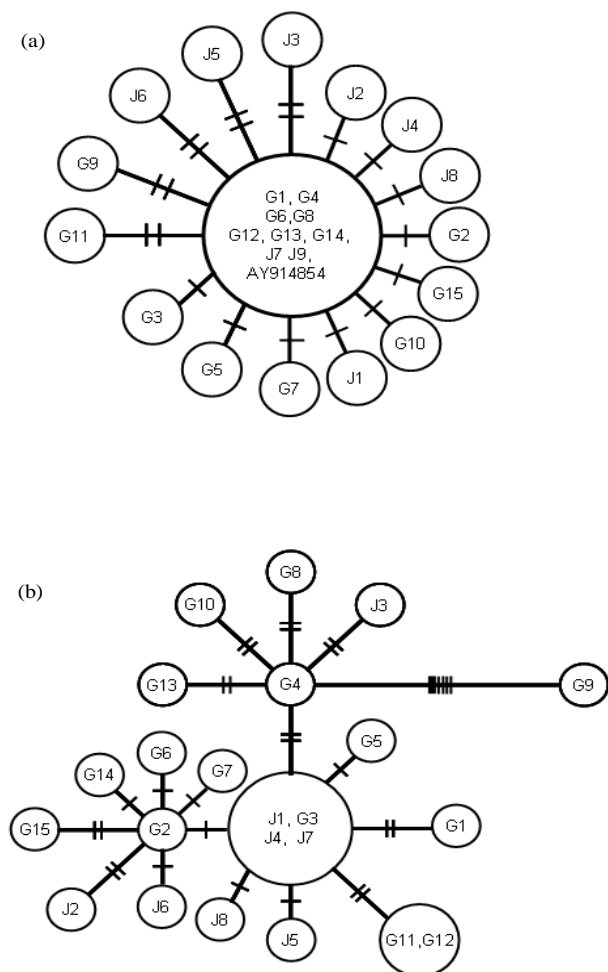 (a)
J3
J5
J2
J6
J4
G9
J8
G1, G4
G6,G8
G12, G13, G14,
J7 J9,
AY914854
G11
G2
G15
G3
G10
G5
J1
G7
(b)
G8
G10
J3
G13
G4
G9
G5
G6
G7
G14
J1, G3
J4, J7
G15
G2
G1
J2
J6
J8
J5
G11,G12